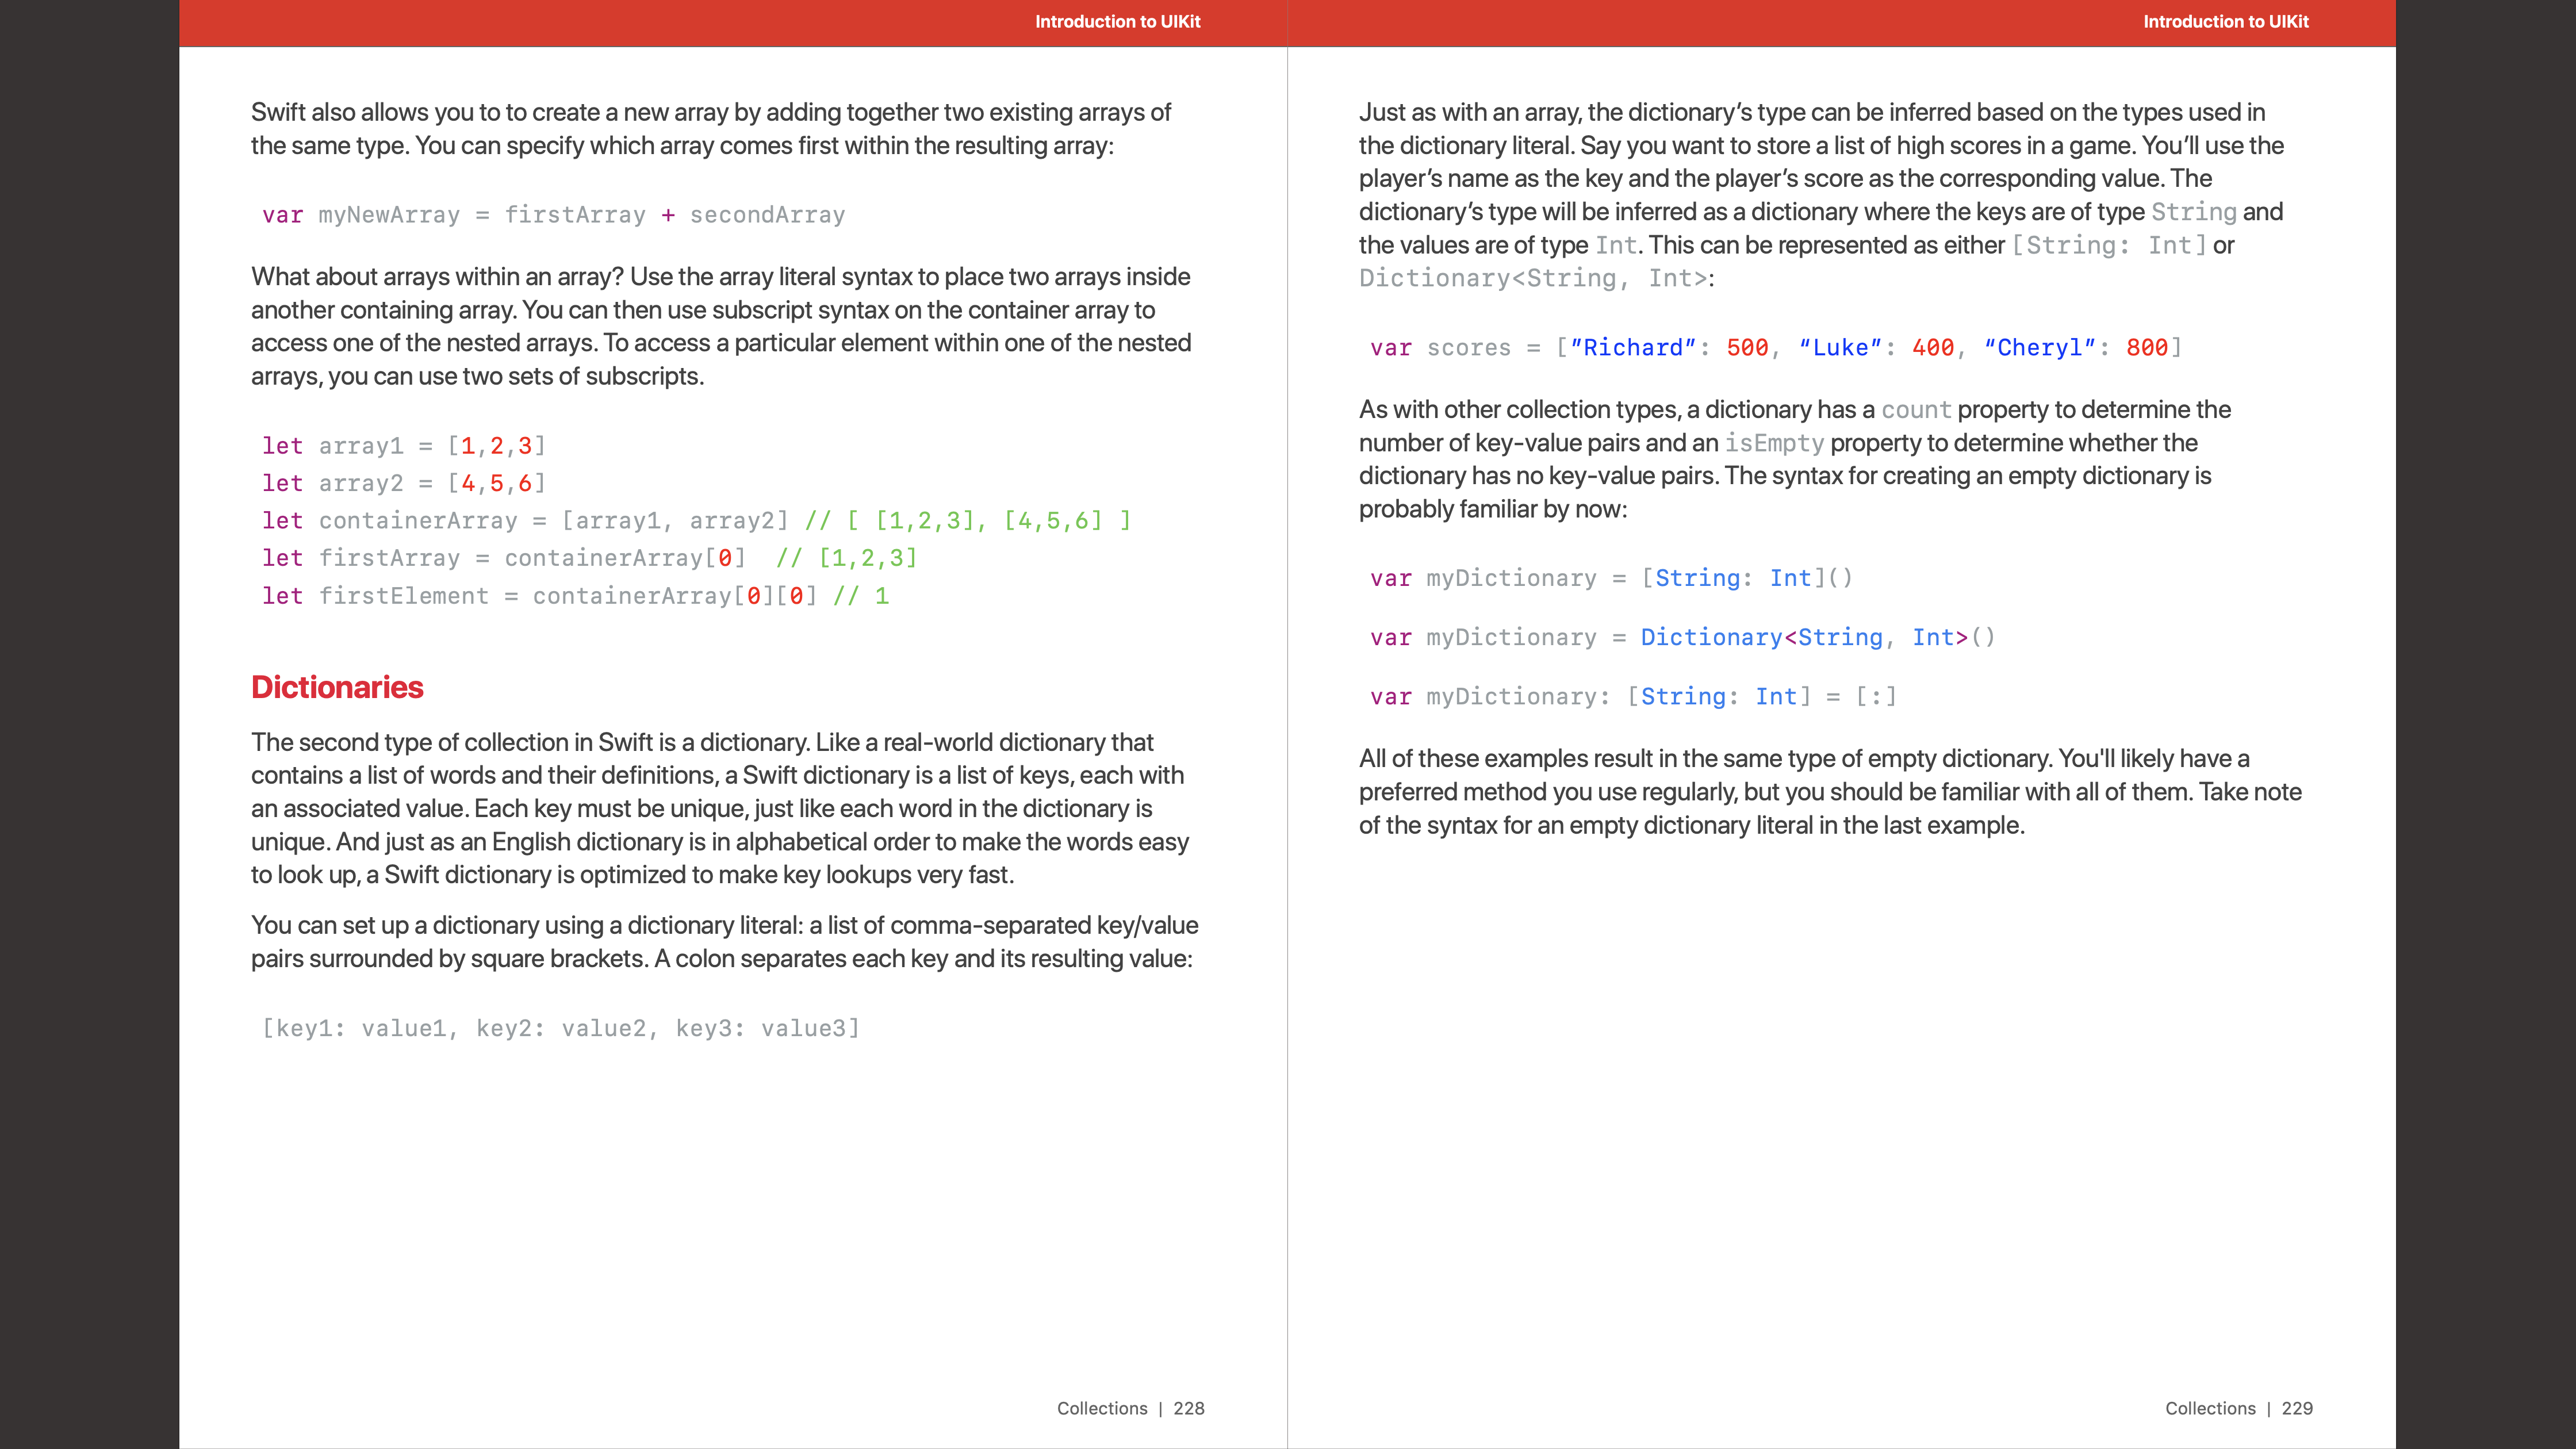 Introduction to UIKit
Swift also allows you to to create a new array by adding together two existing arrays of
the same type. You can specify which array comes first within the resulting array:
var myNewArray = firstArray + secondArray
What about arrays within an array? Use the array literal syntax to place two arrays inside
another containing array. You can then use subscript syntax on the container array to
access one of the nested arrays. To access a particular element within one of the nested
arrays, you can use two sets of subscripts.
let array1 = [1,2,3]
let array2 = [4,5,6]
let containerArray = [array1, array2] // [ [1,2,3], [4,5,6] ]
let firstArray = containerArray[0]  // [1,2,3]
let firstElement = containerArray[0][0] // 1
Dictionaries
The second type of collection in Swift is a dictionary. Like a real-world dictionary that
contains a list of words and their definitions, a Swift dictionary is a list of keys, each with
an associated value. Each key must be unique, just like each word in the dictionary is
unique. And just as an English dictionary is in alphabetical order to make the words easy
to look up, a Swift dictionary is optimized to make key lookups very fast.
You can set up a dictionary using a dictionary literal: a list of comma-separated key/value
pairs surrounded by square brackets. A colon separates each key and its resulting value:
[key1: value1, key2: value2, key3: value3]
Collections | 228
Introduction to UIKit
Just as with an array, the dictionary’s type can be inferred based on the types used in
the dictionary literal. Say you want to store a list of high scores in a game. You’ll use the
player’s name as the key and the player’s score as the corresponding value. The
dictionary’s type will be inferred as a dictionary where the keys are of type String and
the values are of type Int. This can be represented as either [String: Int] or
Dictionary<String, Int>:
var scores = [”Richard”: 500, “Luke”: 400, “Cheryl”: 800]
As with other collection types, a dictionary has a count property to determine the
number of key-value pairs and an isEmpty property to determine whether the
dictionary has no key-value pairs. The syntax for creating an empty dictionary is
probably familiar by now:
var myDictionary = [String: Int]()
var myDictionary = Dictionary<String, Int>()
var myDictionary: [String: Int] = [:]
All of these examples result in the same type of empty dictionary. You'll likely have a
preferred method you use regularly, but you should be familiar with all of them. Take note
of the syntax for an empty dictionary literal in the last example.
Collections | 229